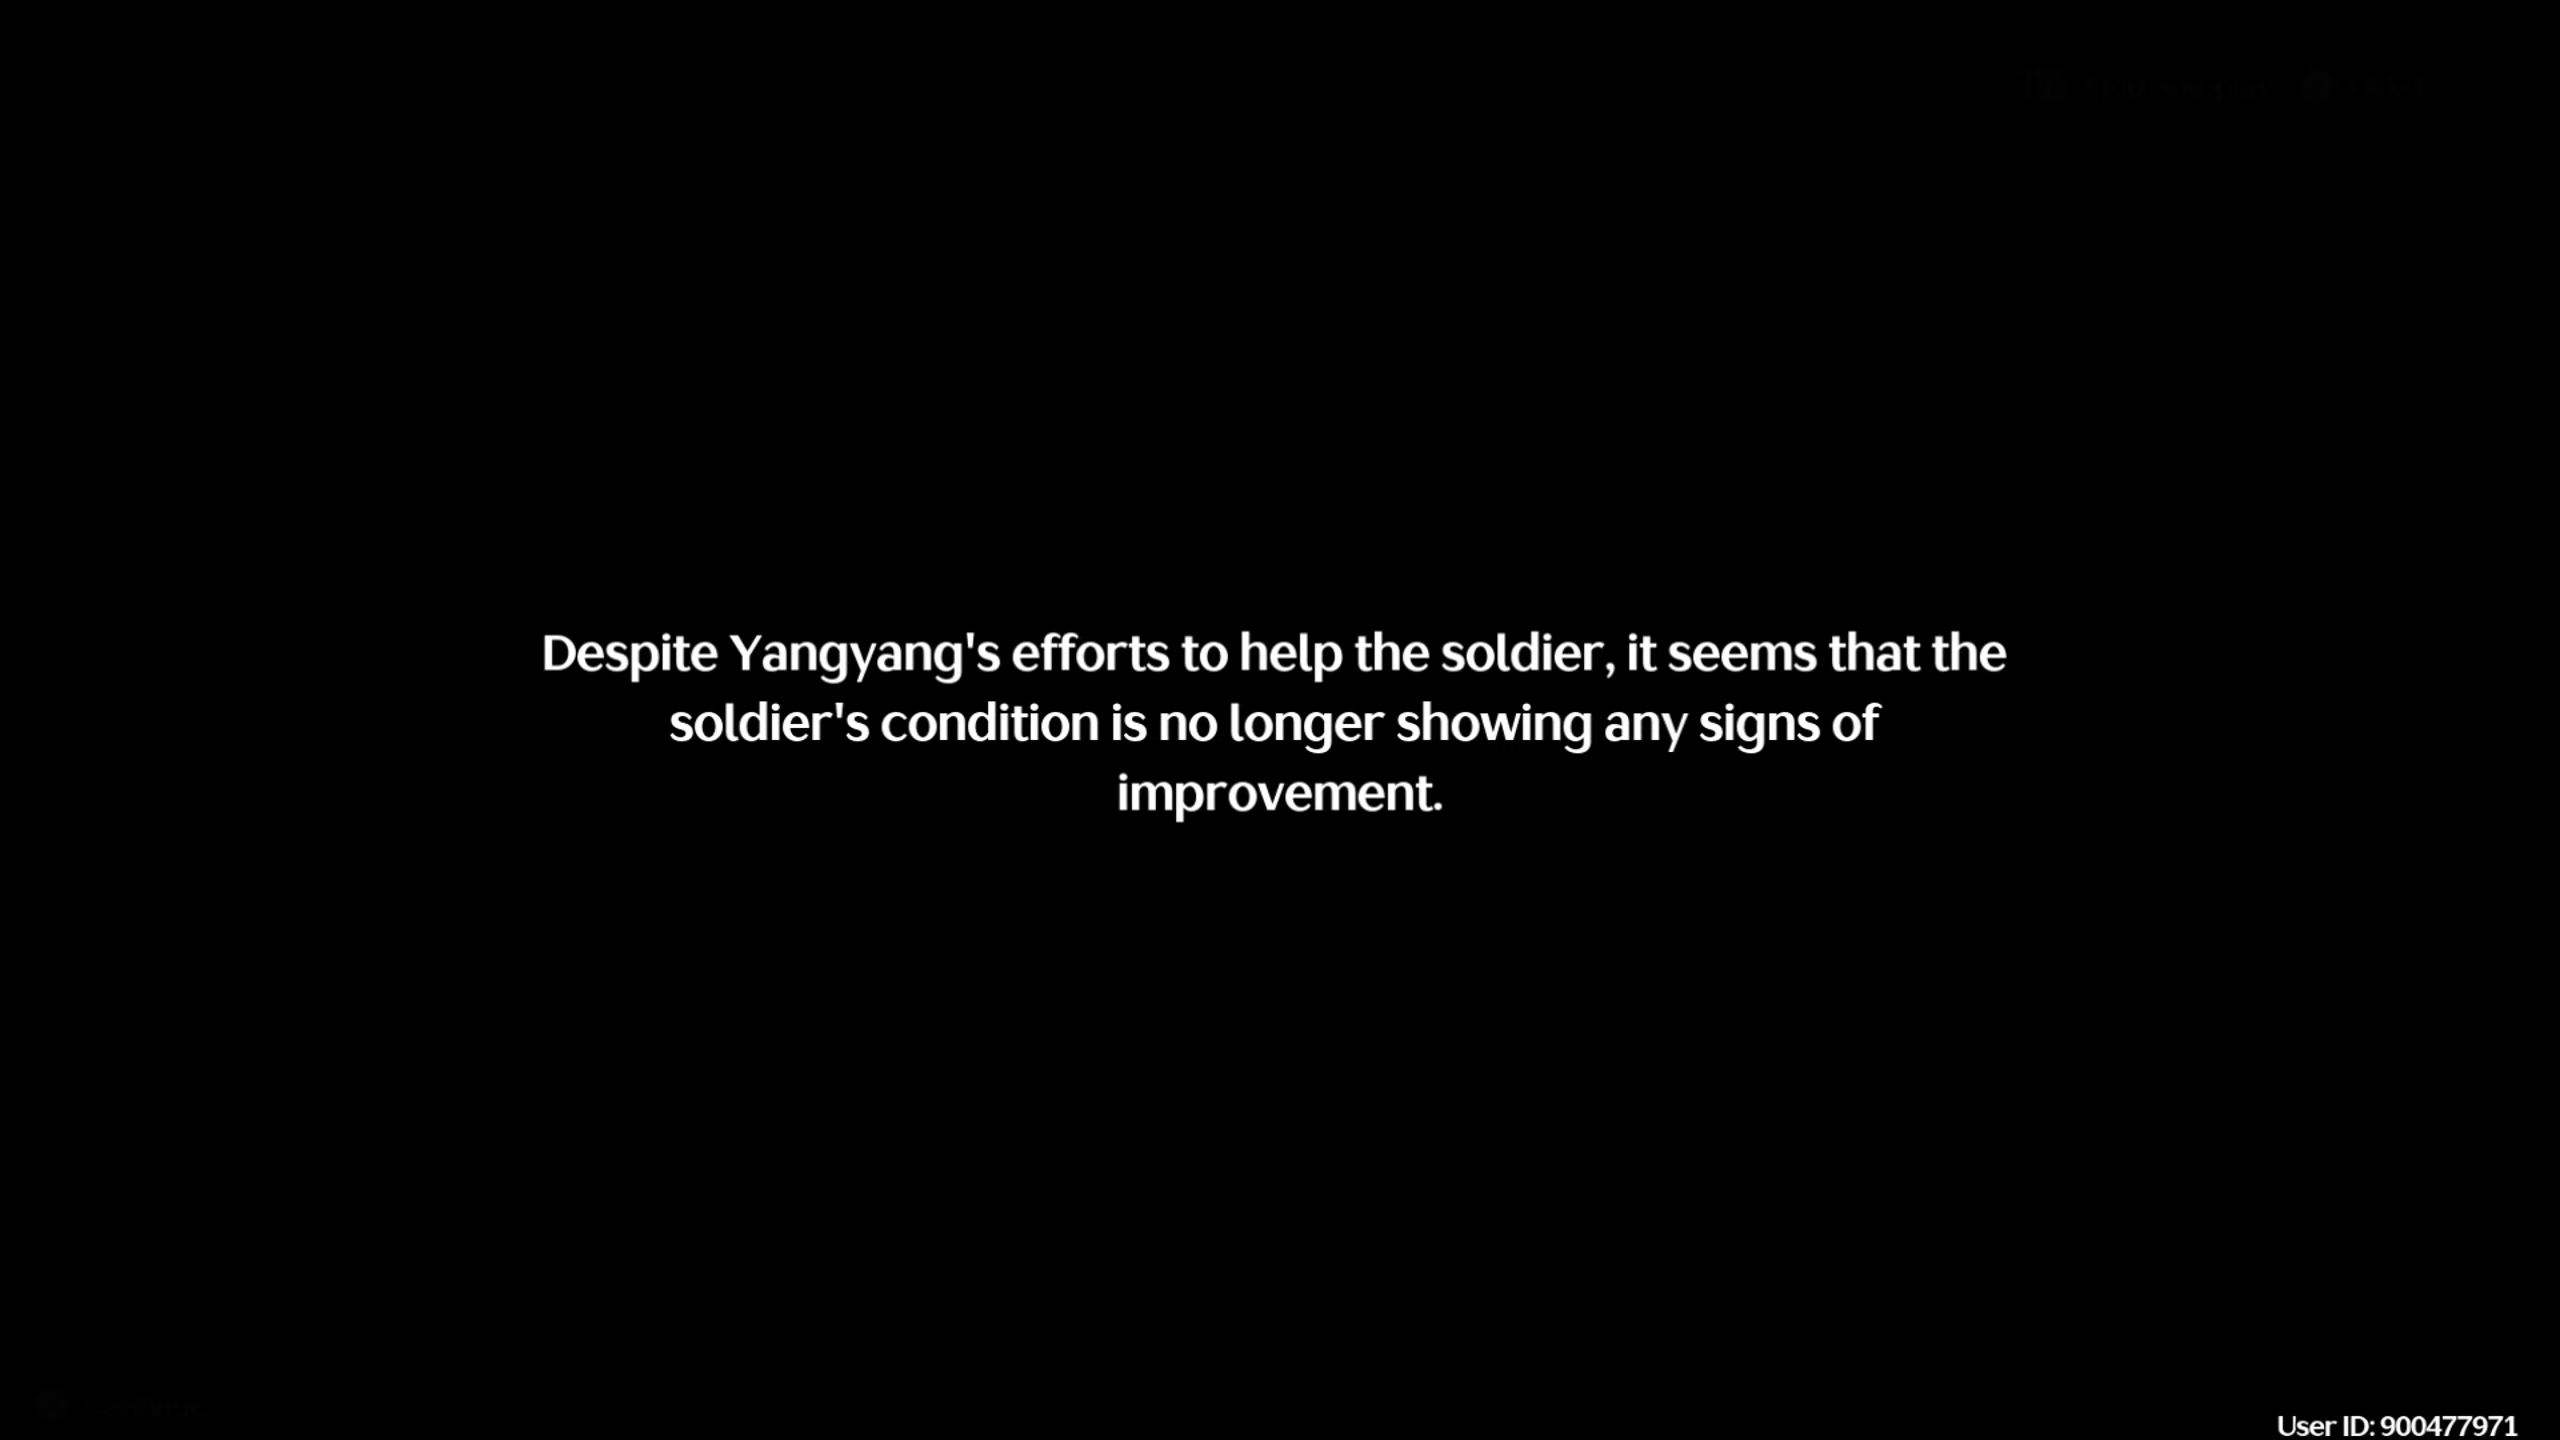 Despite Yangyang's efforts to help the soldier, it seems that the
soldier's condition is no longer showing any signs of
improvement.
User ID: 900477971